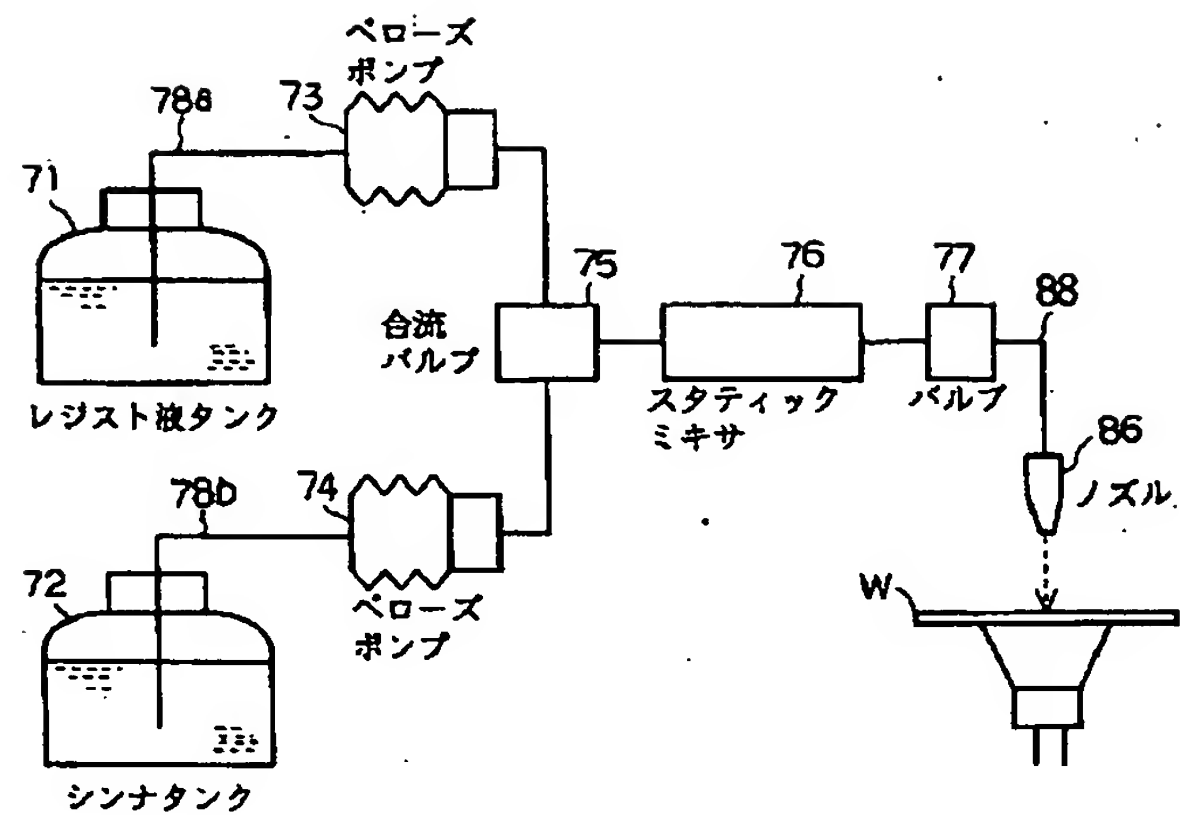 ベローズ
ポンプ
78a
73
71
75
76
77
88
合流
バルブ
スタティック
ミキサ
バルブ
レジスト液タンク
86
ノズル
78b
74
72
W
ベローズ
ポンプ
シンナタンク